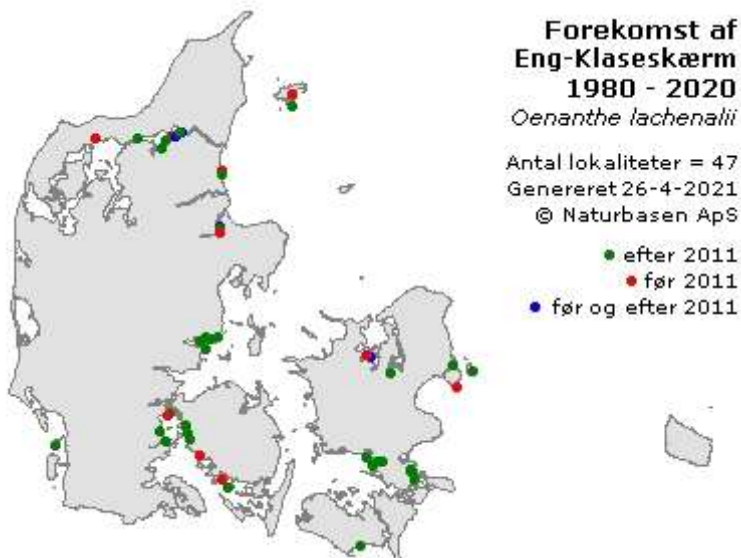 Forekomst af
Eng-Klaseskærm
1980 - 2020
Oenanthe lachenalii
Antal lokaliteter = 47
Genereret 26-4-2021
© Naturbasen ApS
efter 2011
før 2011
før og efter 2011